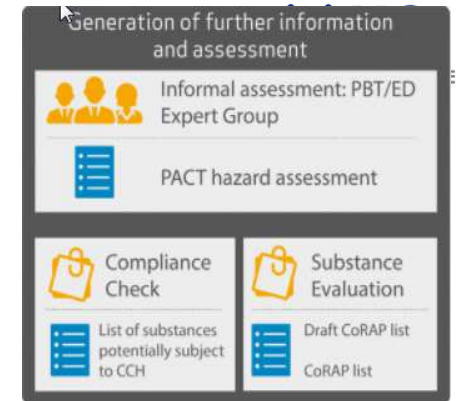 Generation of further information
and assessment
Informal assessment: PBT/ED
Expert Group
PACT hazard assessment
Compliance
Check
List of substances
potentially subject
to CCH
Substance
Evaluation
Draft CoRAP list
CoRAP list